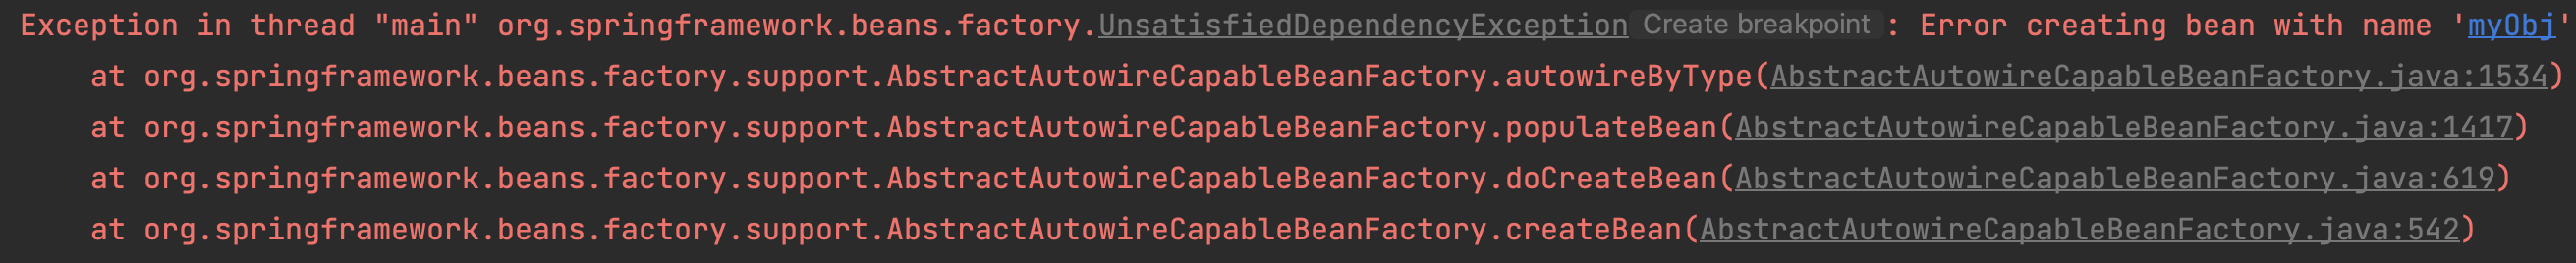 Exception in thread "main" org.springframework.beans.factory.UnsatisfiedDependencyException Create breakpoint : Error creating bean with name 'myObj'
at org.springframework.beans.factory.support.AbstractAutowireCapableBeanFactory.autowireByType(AbstractAutowireCapableBeanFactory.java:1534)
at org.springframework.beans.factory.support.AbstractAutowireCapableBeanFactory.populateBean(AbstractAutowireCapableBeanFactory.java:1417)
at org.springframework.beans.factory.support.AbstractAutowireCapableBeanFactory.doCreateBean(AbstractAutowireCapableBeanFactory.java:619)
at org.springframework.beans.factory.support.AbstractAutowireCapableBeanFactory.createBean(AbstractAutowireCapableBeanFactory.java:542)